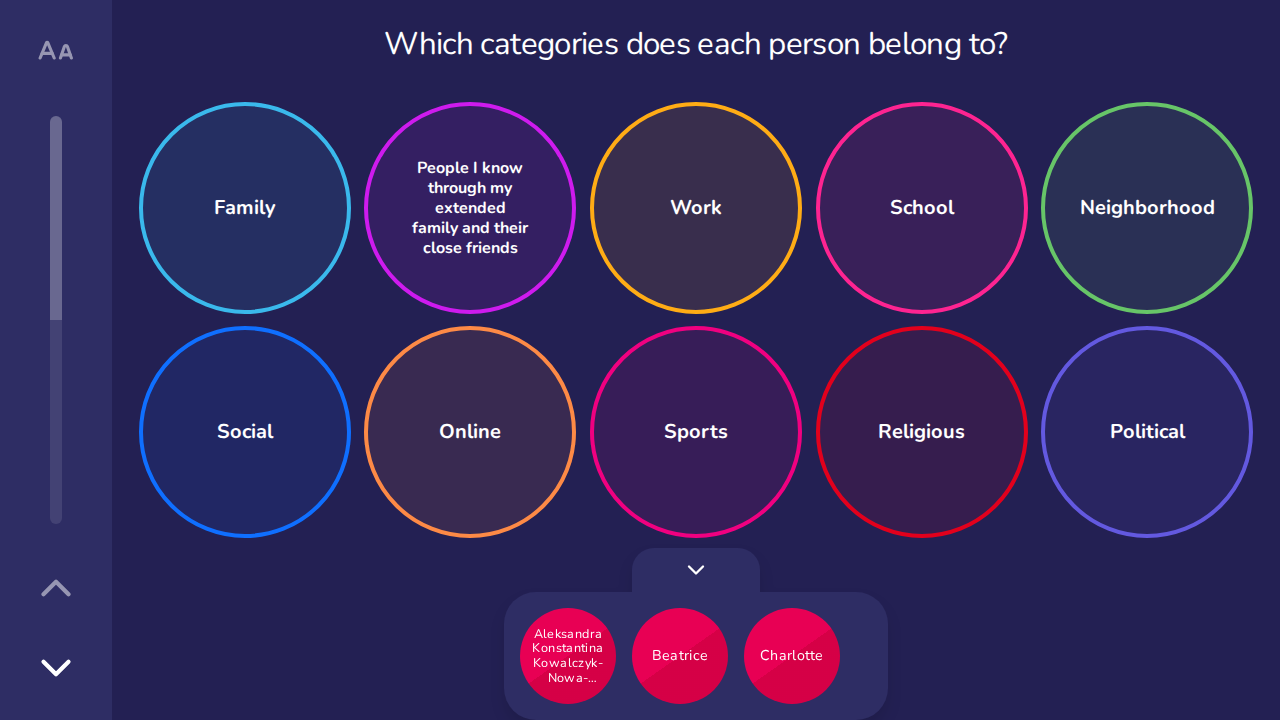 AA
Which categories does each person belong to?
Family
People I know
through my
extended
family and their
close friends
Work
School
Neighborhood
Social
Online
Sports
Religious
Political
Aleksandra
Konstantina
Kowalczyk-
Nowa-...
Beatrice
Charlotte